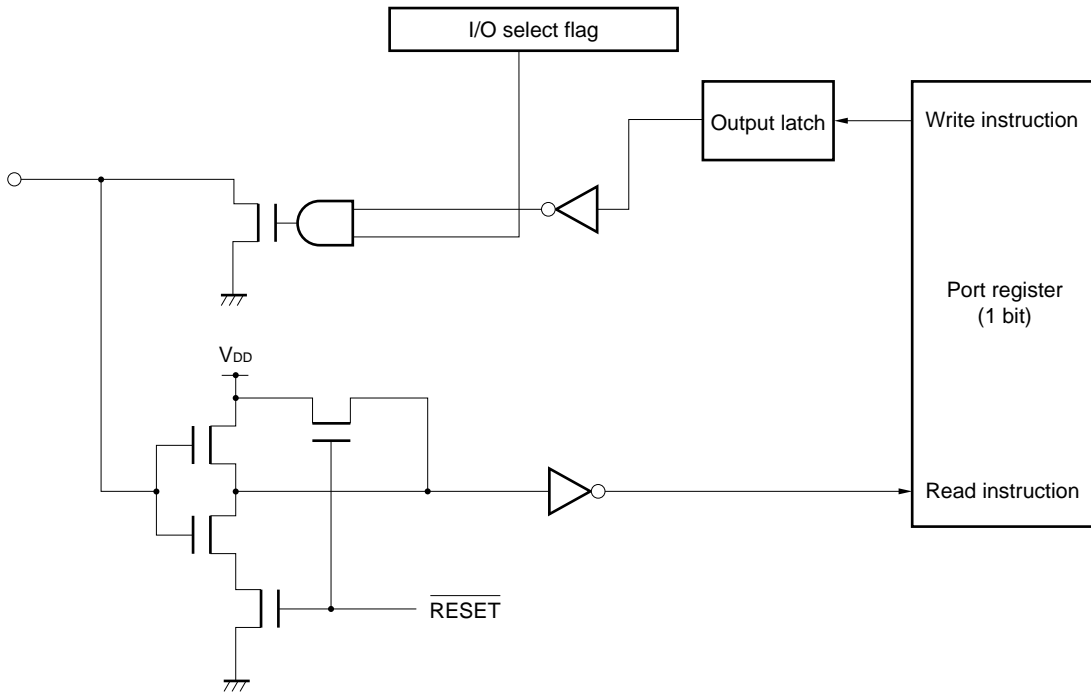 I/O select flag
Output latch
Write instruction
Port register
(1 bit)
VDD
Read instruction
RESET